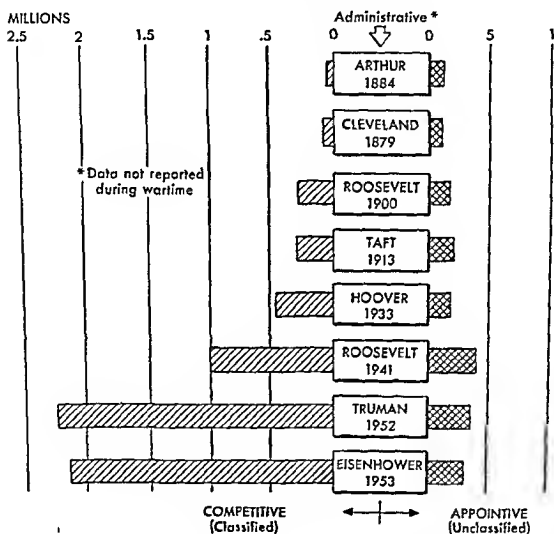 MILLIONS
Administrative *
2.5 2 1.5 1 .5 0 0 5 1
ARTHUR
1884
CLEVELAND
1879
* Data not reported
during wartime
ROOSEVELT
1900
TAFT
1913
HOOVER
1933
ROOSEVELT
1941
TRUMAN
1952
EISENHOWER
1953
COMPETITIVE
(Classified)
APPOINTIVE
(Unclassified)